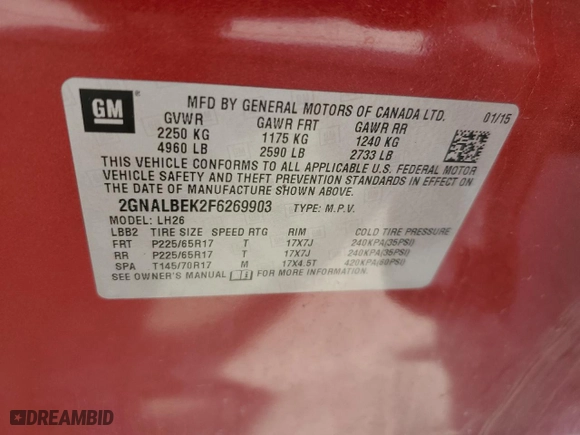 GM ® MFD BY GENERAL MOTORS OF CANADA LTD. 01/15
GVWR GAWR FRT GAWR RR
2250 KG 1175 KG 1240 KG
4960 LB 2590 LB 2733 LB
THIS VEHICLE CONFORMS TO ALL APPLICABLE U.S. FEDERAL MOTOR
VEHICLE SAFETY AND THEFT PREVENTION STANDARDS IN EFFECT ON
THE DATE OF MANUFACTURE SHOWN ABOVE.
2GNALBEK2F6269903 TYPE: M.P.V.
MODEL: LH26
LBB2 TIRE SIZE SPEED RTG RIM COLD TIRE PRESSURE
FRT P225/65R17 T 17X7J 240KPA(35PSI)
RR P225/65R17 T 17X7J 240KPA(35PSI)
SPA T145/70R17 M 17X4.5T 420KPA(60PSI)
SEE OWNER'S MANUAL FOR MORE INFORMATION
DREAMBID